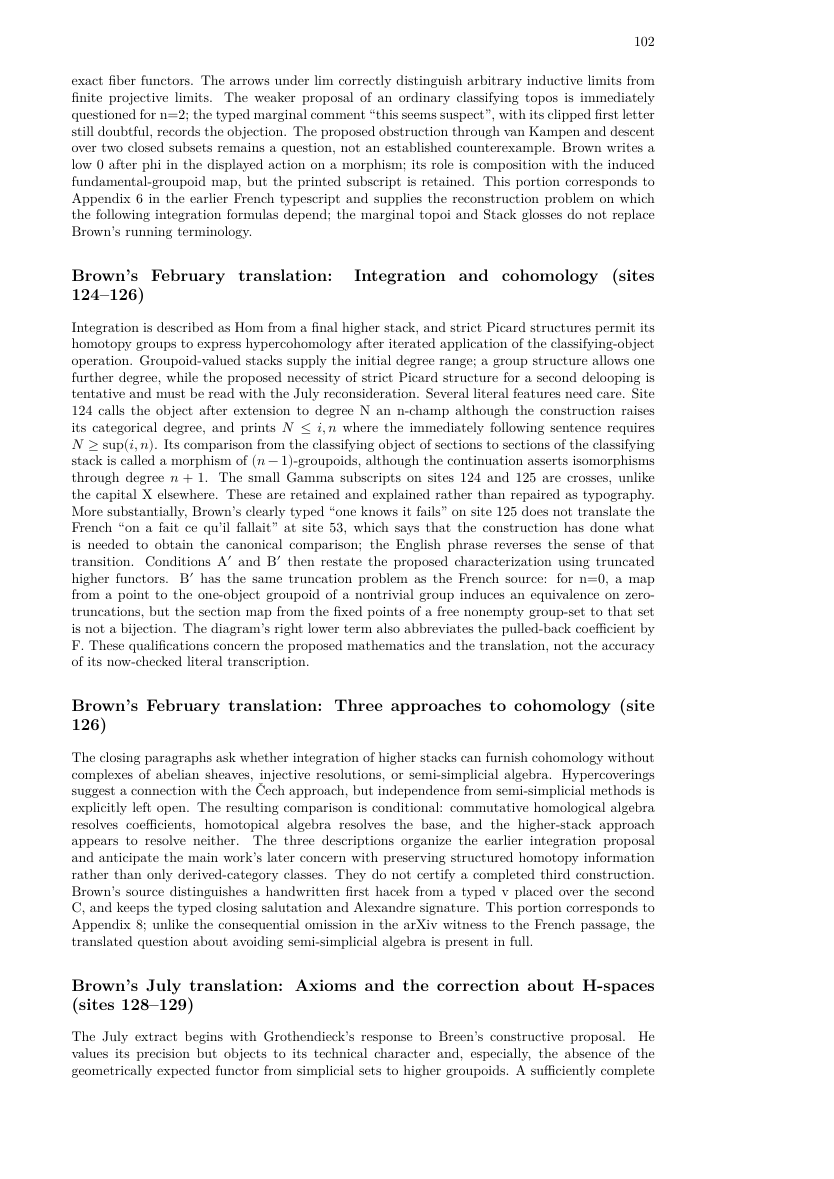 102
exact fiber functors. The arrows under lim correctly distinguish arbitrary inductive limits from
finite projective limits. The weaker proposal of an ordinary classifying topos is immediately
questioned for n=2; the typed marginal comment “this seems suspect”, with its clipped first letter
still doubtful, records the objection. The proposed obstruction through van Kampen and descent
over two closed subsets remains a question, not an established counterexample. Brown writes a
low 0 after phi in the displayed action on a morphism; its role is composition with the induced
fundamental-groupoid map, but the printed subscript is retained. This portion corresponds to
Appendix 6 in the earlier French typescript and supplies the reconstruction problem on which
the following integration formulas depend; the marginal topoi and Stack glosses do not replace
Brown’s running terminology.
Brown’s February translation: Integration and cohomology (sites
124–126)
Integration is described as Hom from a final higher stack, and strict Picard structures permit its
homotopy groups to express hypercohomology after iterated application of the classifying-object
operation. Groupoid-valued stacks supply the initial degree range; a group structure allows one
further degree, while the proposed necessity of strict Picard structure for a second delooping is
tentative and must be read with the July reconsideration. Several literal features need care. Site
124 calls the object after extension to degree N an n-champ although the construction raises
its categorical degree, and prints N ≤ i, n where the immediately following sentence requires
N ≥ sup(i, n). Its comparison from the classifying object of sections to sections of the classifying
stack is called a morphism of (n − 1)-groupoids, although the continuation asserts isomorphisms
through degree n + 1. The small Gamma subscripts on sites 124 and 125 are crosses, unlike
the capital X elsewhere. These are retained and explained rather than repaired as typography.
More substantially, Brown’s clearly typed “one knows it fails” on site 125 does not translate the
French “on a fait ce qu’il fallait” at site 53, which says that the construction has done what
is needed to obtain the canonical comparison; the English phrase reverses the sense of that
transition. Conditions A′ and B′ then restate the proposed characterization using truncated
higher functors. B′ has the same truncation problem as the French source: for n=0, a map
from a point to the one-object groupoid of a nontrivial group induces an equivalence on zero-
truncations, but the section map from the fixed points of a free nonempty group-set to that set
is not a bijection. The diagram’s right lower term also abbreviates the pulled-back coefficient by
F. These qualifications concern the proposed mathematics and the translation, not the accuracy
of its now-checked literal transcription.
Brown’s February translation: Three approaches to cohomology (site
126)
The closing paragraphs ask whether integration of higher stacks can furnish cohomology without
complexes of abelian sheaves, injective resolutions, or semi-simplicial algebra. Hypercoverings
suggest a connection with the Čech approach, but independence from semi-simplicial methods is
explicitly left open. The resulting comparison is conditional: commutative homological algebra
resolves coefficients, homotopical algebra resolves the base, and the higher-stack approach
appears to resolve neither. The three descriptions organize the earlier integration proposal
and anticipate the main work’s later concern with preserving structured homotopy information
rather than only derived-category classes. They do not certify a completed third construction.
Brown’s source distinguishes a handwritten first hacek from a typed v placed over the second
C, and keeps the typed closing salutation and Alexandre signature. This portion corresponds to
Appendix 8; unlike the consequential omission in the arXiv witness to the French passage, the
translated question about avoiding semi-simplicial algebra is present in full.
Brown’s July translation: Axioms and the correction about H-spaces
(sites 128–129)
The July extract begins with Grothendieck’s response to Breen’s constructive proposal. He
values its precision but objects to its technical character and, especially, the absence of the
geometrically expected functor from simplicial sets to higher groupoids. A sufficiently complete